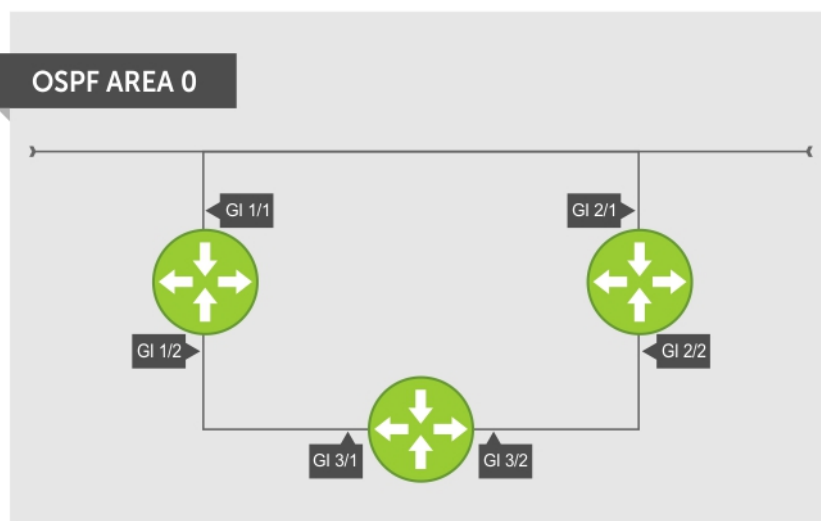 OSPF AREA 0
GI 1/1
GI 2/1
GI 1/2
GI 2/2
GI 3/1
GI 3/2